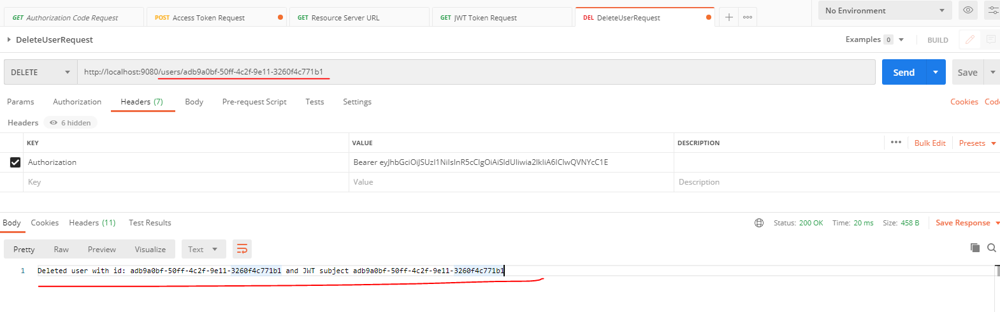 GET Authorization Code Request POST Access Token Request GET Resource Server URL GET JWT Token Request DEL DeleteUserRequest No Environment
DeleteUserRequest Examples 0 BUILD
DELETE http://localhost:9080/users/adb9a0bf-50ff-4c2f-9e11-3260f4c771b1 Send Save
Params Authorization Headers (7) Body Pre-request Script Tests Settings Cookies Code
Headers 6 hidden
KEY VALUE DESCRIPTION Bulk Edit Presets
Authorization Bearer eyJhbGciOiJSUzI1NiIsInR5cCIgOiAiSldUIiwia2lkIiA6ICIwQVNYcC1E
Key Value Description
Body Cookies Headers (11) Test Results Status: 200 OK Time: 20 ms Size: 458 B Save Response
Pretty Raw Preview Visualize Text
1 Deleted user with id: adb9a0bf-50ff-4c2f-9e11-3260f4c771b1 and JWT subject adb9a0bf-50ff-4c2f-9e11-3260f4c771b1